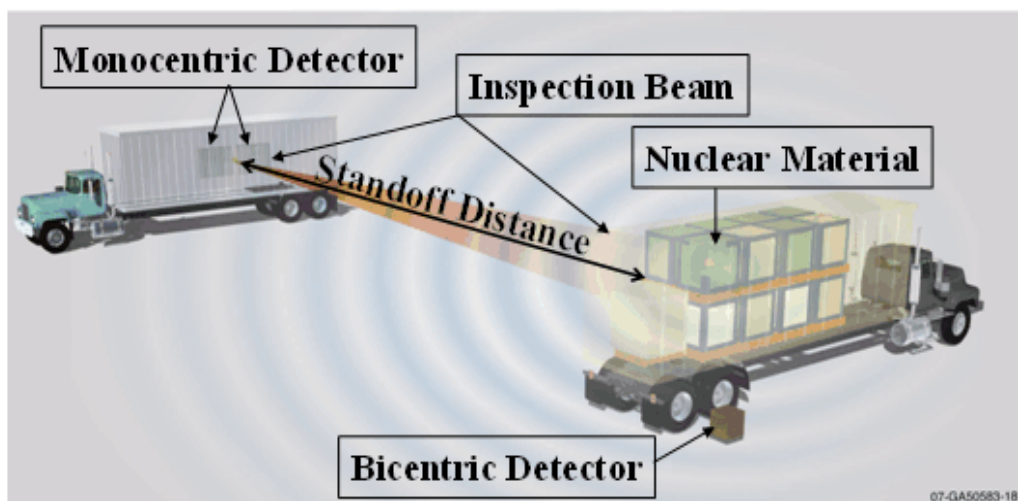 Monocentric Detector
Inspection Beam
Nuclear Material
Standoff Distance
Bicentric Detector
07-GA50583-18